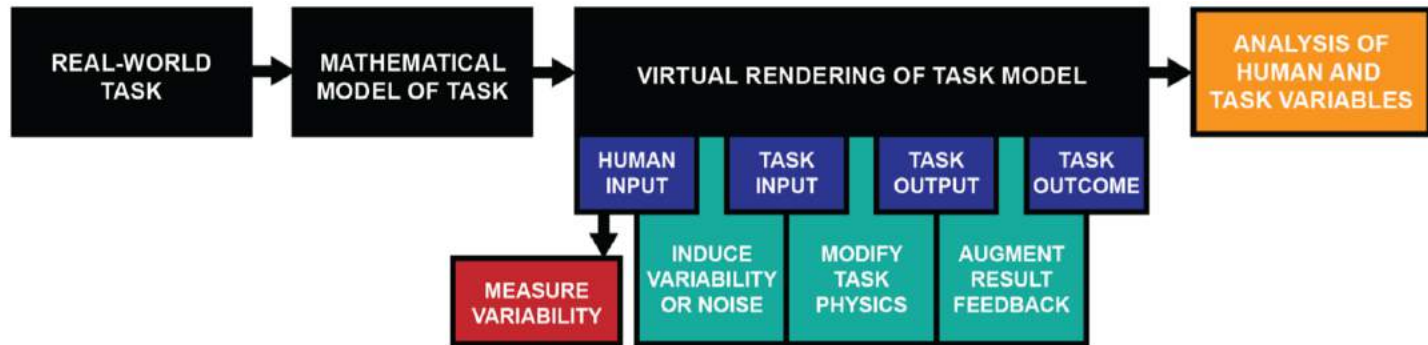 REAL-WORLD
TASK
MATHEMATICAL
MODEL OF TASK
VIRTUAL RENDERING OF TASK MODEL
ANALYSIS OF
HUMAN AND
TASK VARIABLES
HUMAN
INPUT
TASK
INPUT
TASK
OUTPUT
TASK
OUTCOME
MEASURE
VARIABILITY
INDUCE
VARIABILITY
OR NOISE
MODIFY
TASK
PHYSICS
AUGMENT
RESULT
FEEDBACK